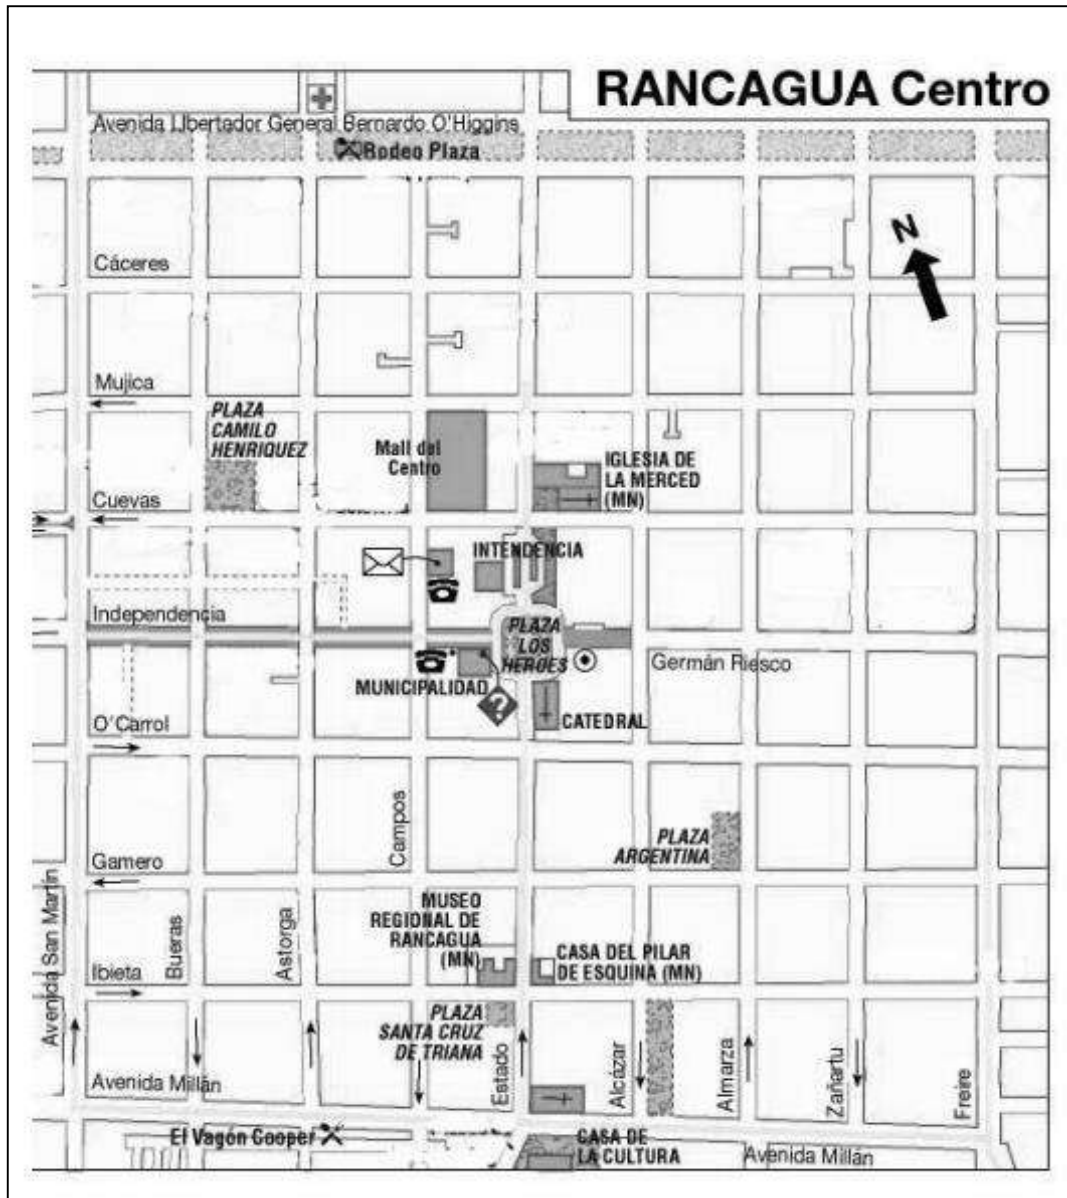 RANCAGUA Centro
Avenida Libertador General Bernardo O'Higgins
Rodeo Plaza
N
Cáceres
Mujica
PLAZA
CAMILO
HENRIQUEZ
Mall del
Centro
IGLESIA DE
LA MERCED
(MN)
Cuevas
INTENDENCIA
Independencia
PLAZA
LOS
HEROES
Germán Riesco
MUNICIPALIDAD
?
CATEDRAL
O'Carrol
Campos
PLAZA
ARGENTINA
Gamero
MUSEO
REGIONAL DE
RANCAGUA
(MN)
CASA DEL PILAR
DE ESQUINA (MN)
Avenida San Martín
Bueras
Astorga
Ibieta
PLAZA
SANTA CRUZ
DE TRIANA
Estado
Alcázar
Almarza
Zañartu
Freire
Avenida Millán
El Vagón Cooper
CASA DE
LA CULTURA
Avenida Millán